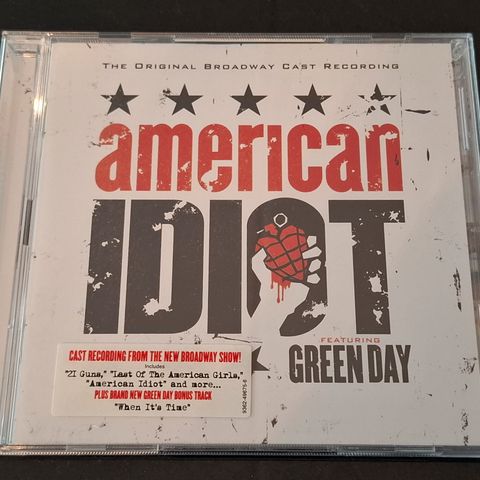 The Original Broadway Cast Recording
american
IDIOT
FEATURING
GREEN DAY
CAST RECORDING FROM THE NEW BROADWAY SHOW!
Includes
"21 Guns," "Last Of The American Girls,"
"American Idiot" and more...
PLUS BRAND NEW GREEN DAY BONUS TRACK
"When It's Time"